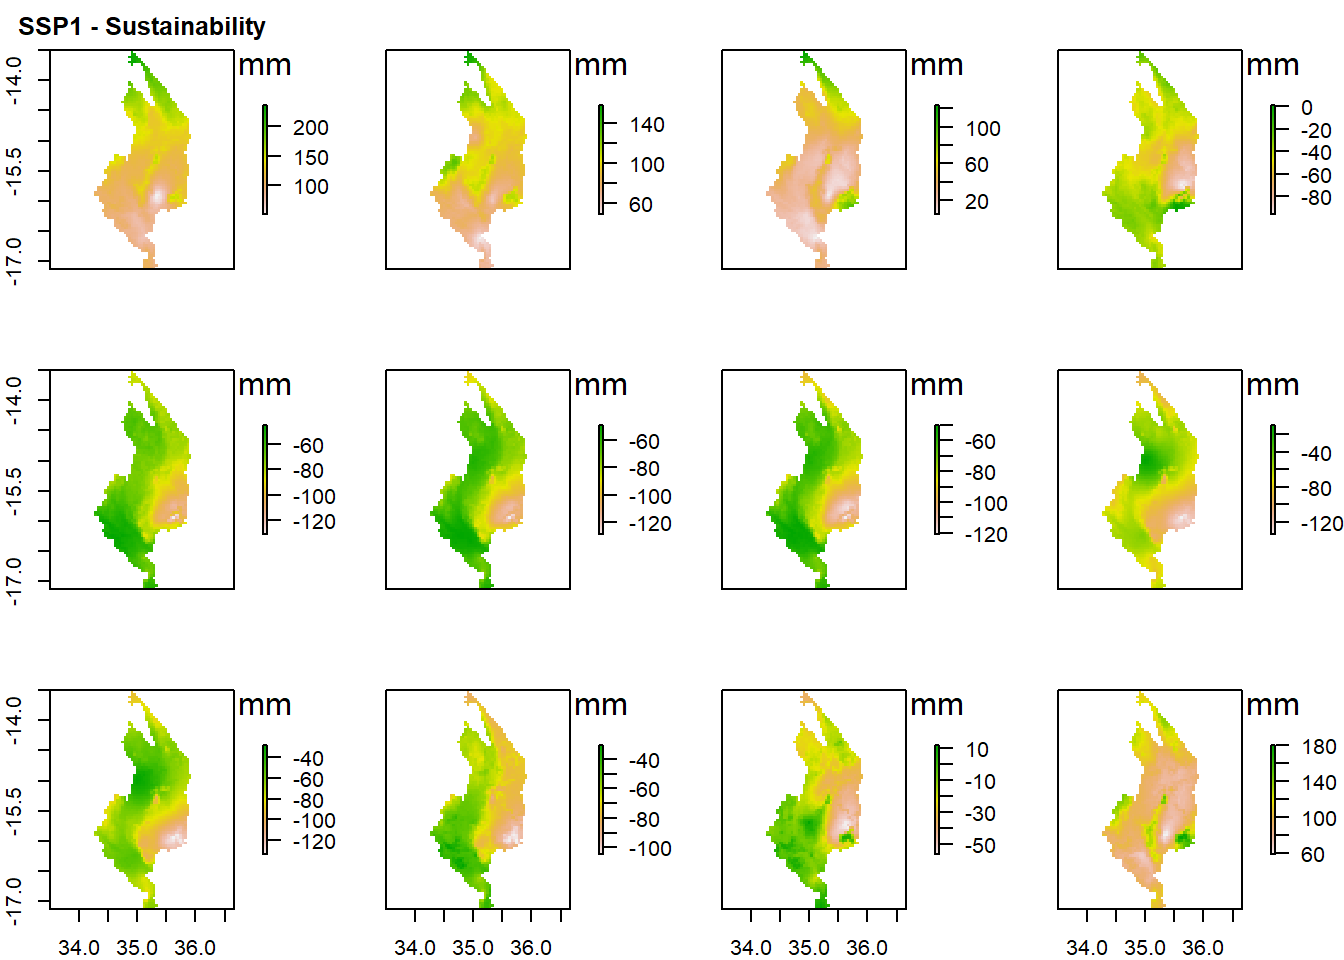 SSP1 - Sustainability
mm mm mm mm
-14.0 -15.5 -17.0
200 150 100
140 100 60
100 60 20
0 -20 -40 -60 -80
mm mm mm mm
-14.0 -15.5 -17.0
-60 -80 -100 -120
-60 -80 -100 -120
-60 -80 -100 -120
-40 -80 -120
mm mm mm mm
-14.0 -15.5 -17.0
-40 -60 -80 -100 -120
-40 -60 -80 -100
10 -10 -30 -50
180 140 100 60
34.0 35.0 36.0 34.0 35.0 36.0 34.0 35.0 36.0 34.0 35.0 36.0